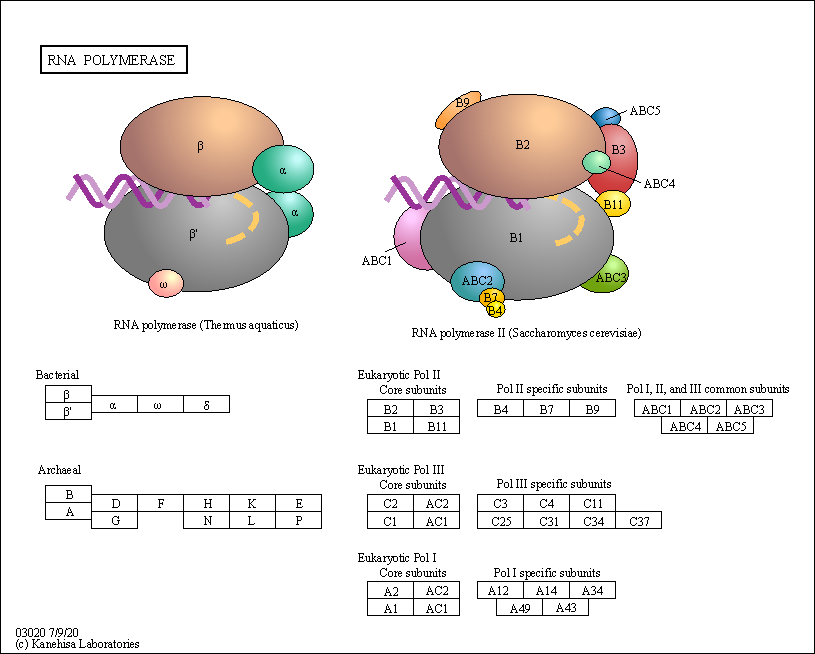 RNA POLYMERASE
B9
ABC5
β
B2
B3
α
ABC4
α
B11
β'
B1
ABC1
ω
ABC2
ABC3
B7
B4
RNA polymerase (Thermus aquaticus)
RNA polymerase II (Saccharomyces cerevisiae)
Bacterial
β
β'
α ω δ
Eukaryotic Pol II
Core subunits
B2 B3
B1 B11
Pol II specific subunits
B4 B7 B9
Pol I, II, and III common subunits
ABC1 ABC2 ABC3
ABC4 ABC5
Archaeal
B
A
D F H K E
G N L P
Eukaryotic Pol III
Core subunits
C2 AC2
C1 AC1
Pol III specific subunits
C3 C4 C11
C25 C31 C34 C37
Eukaryotic Pol I
Core subunits
A2 AC2
A1 AC1
Pol I specific subunits
A12 A14 A34
A49 A43
03020 7/9/20
(c) Kanehisa Laboratories